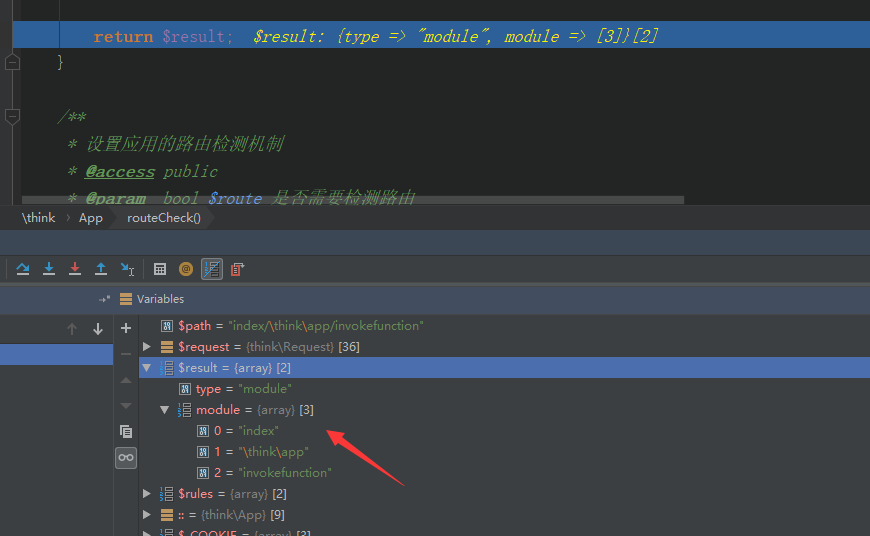 return $result;  $result: {type => "module", module => [3]}[2]
}
/**
* 设置应用的路由检测机制
* @access public
* @param  bool $route 是否需要检测路由
\think > App > routeCheck()
Variables
$path = "index/\think\app/invokefunction"
$request = {think\Request} [36]
$result = {array} [2]
type = "module"
module = {array} [3]
0 = "index"
1 = "\think\app"
2 = "invokefunction"
$rules = {array} [2]
:: = {think\App} [9]
$_COOKIE = {array} [3]